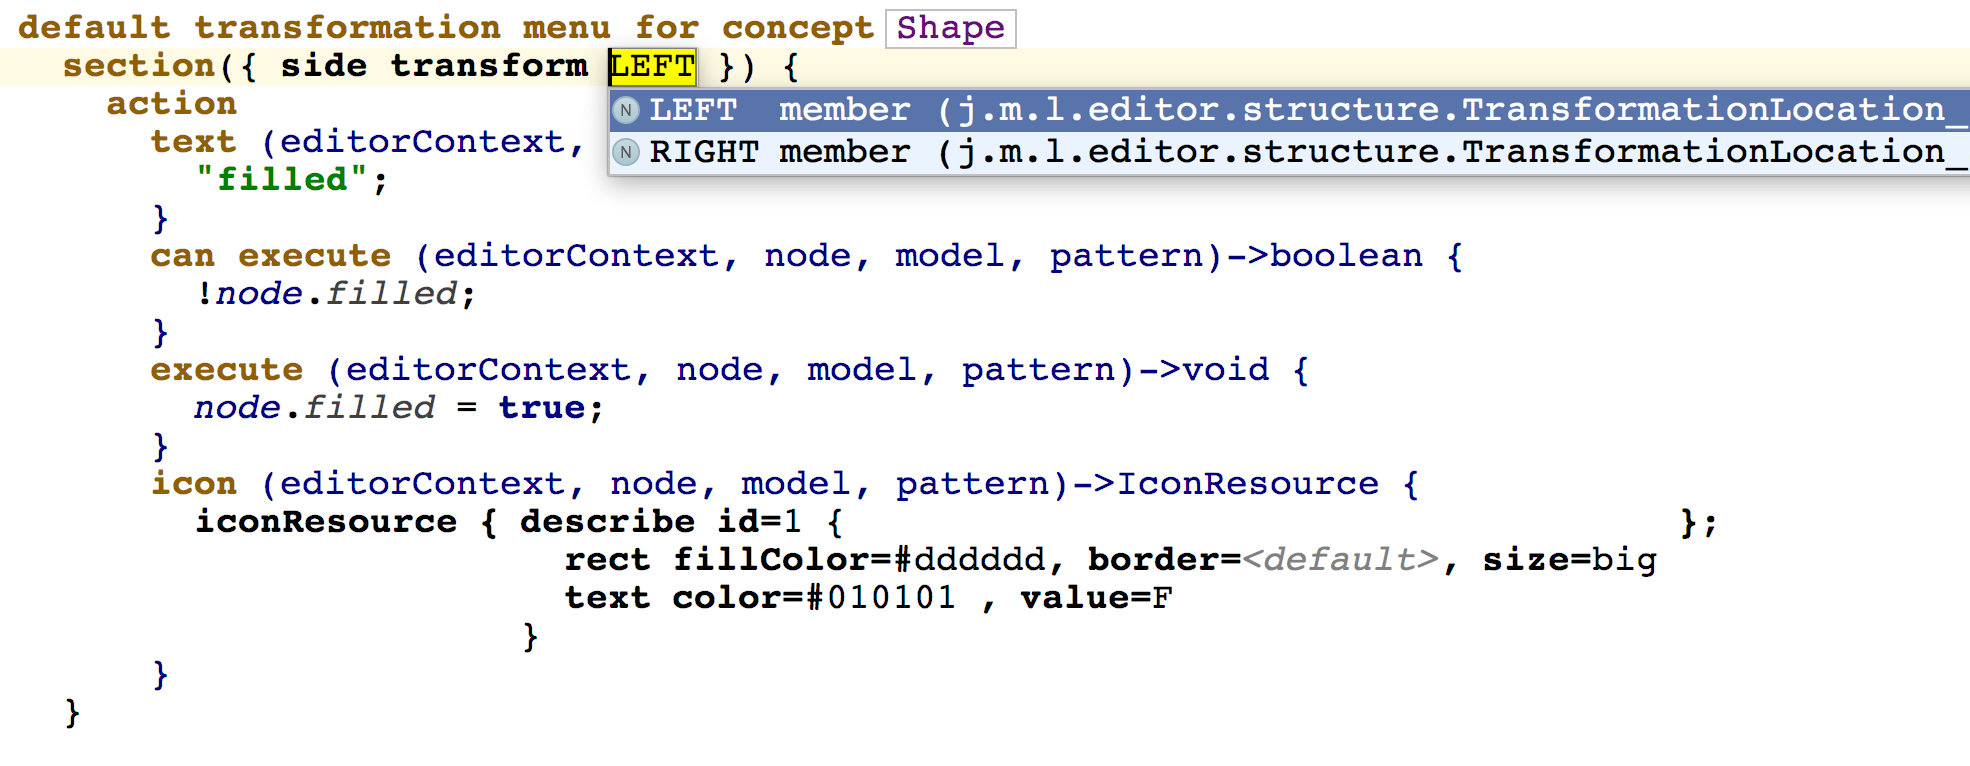 default transformation menu for concept Shape
section({ side transform LEFT }) {
action
N LEFT member (j.m.l.editor.structure.TransformationLocation_
text (editorContext,
N RIGHT member (j.m.l.editor.structure.TransformationLocation_
"filled";
}
can execute (editorContext, node, model, pattern)->boolean {
!node.filled;
}
execute (editorContext, node, model, pattern)->void {
node.filled = true;
}
icon (editorContext, node, model, pattern)->IconResource {
iconResource { describe id=1 { };
rect fillColor=#dddddd, border=<default>, size=big
text color=#010101 , value=F
}
}
}